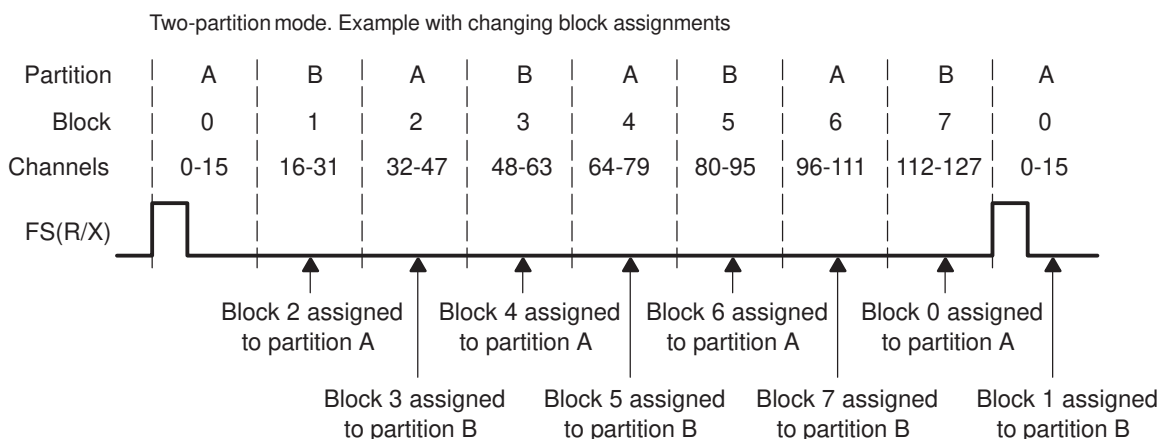 Two-partition mode. Example with changing block assignments
Partition A B A B A B A B A
Block 0 1 2 3 4 5 6 7 0
Channels 0-15 16-31 32-47 48-63 64-79 80-95 96-111 112-127 0-15
FS(R/X)
Block 2 assigned Block 4 assigned Block 6 assigned Block 0 assigned
to partition A to partition A to partition A to partition A
Block 3 assigned Block 5 assigned Block 7 assigned Block 1 assigned
to partition B to partition B to partition B to partition B